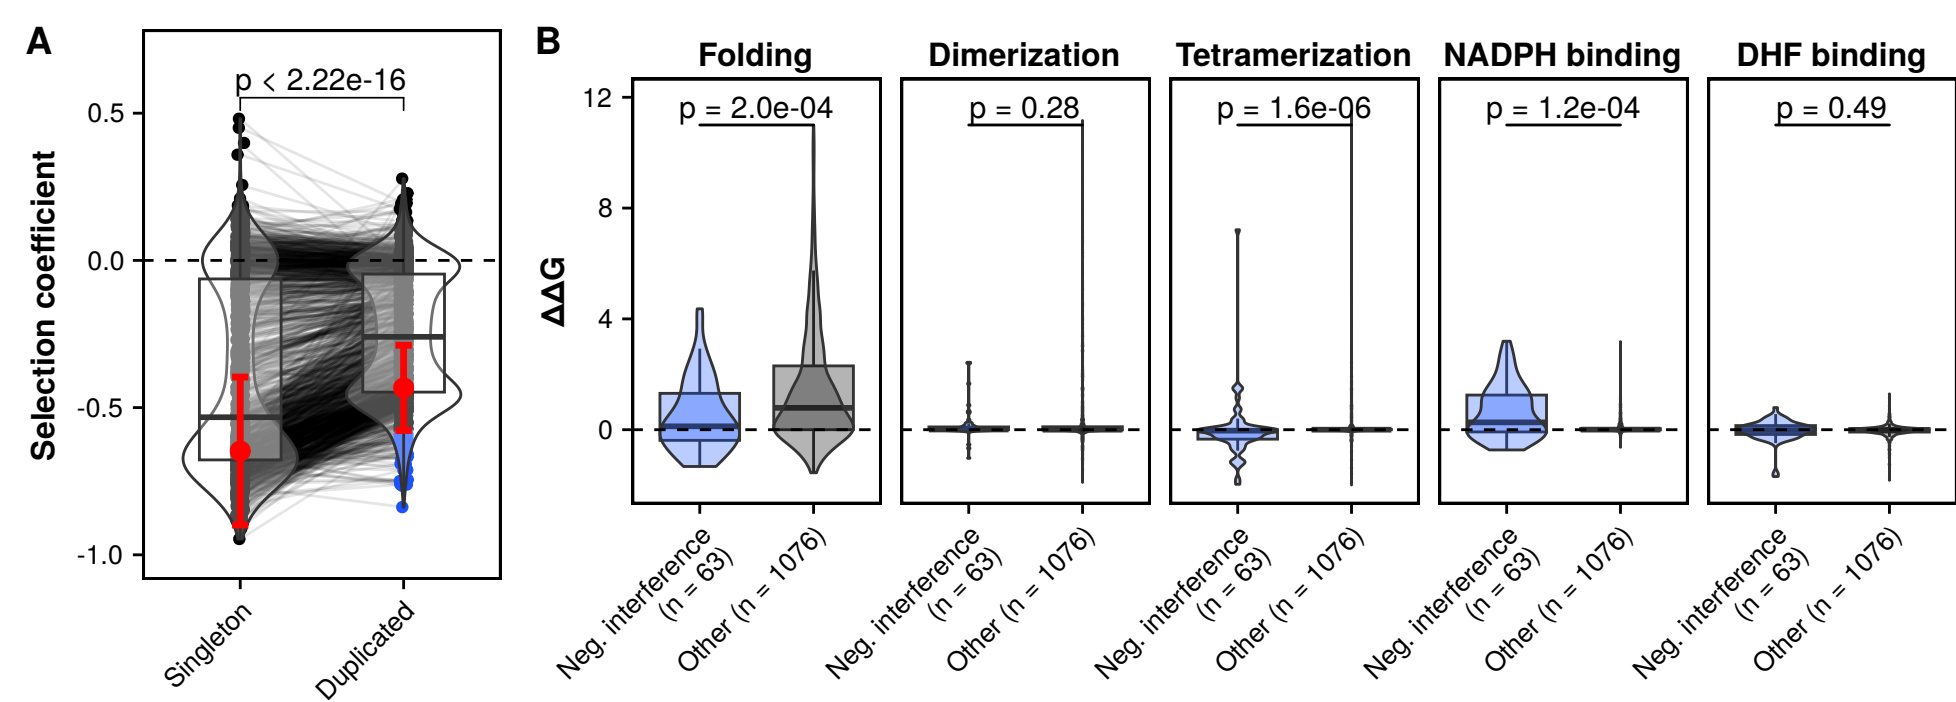 A
p < 2.22e-16
Selection coefficient
0.5
0.0
-0.5
-1.0
Singleton
Duplicated
B
Folding
Dimerization
Tetramerization
NADPH binding
DHF binding
p = 2.0e-04
p = 0.28
p = 1.6e-06
p = 1.2e-04
p = 0.49
ΔΔG
12
8
4
0
Neg. interference
(n = 63)
Other (n = 1076)
Neg. interference
(n = 63)
Other (n = 1076)
Neg. interference
(n = 63)
Other (n = 1076)
Neg. interference
(n = 63)
Other (n = 1076)
Neg. interference
(n = 63)
Other (n = 1076)